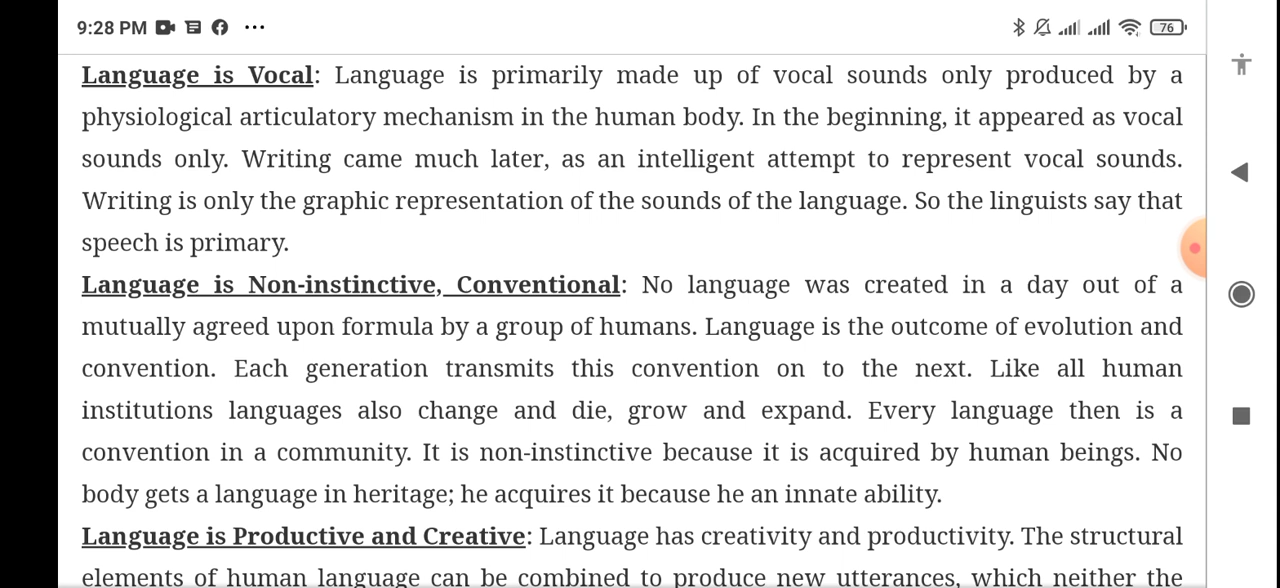 9:28 PM
76
Language is Vocal: Language is primarily made up of vocal sounds only produced by a
physiological articulatory mechanism in the human body. In the beginning, it appeared as vocal
sounds only. Writing came much later, as an intelligent attempt to represent vocal sounds.
Writing is only the graphic representation of the sounds of the language. So the linguists say that
speech is primary.
Language is Non-instinctive, Conventional: No language was created in a day out of a
mutually agreed upon formula by a group of humans. Language is the outcome of evolution and
convention. Each generation transmits this convention on to the next. Like all human
institutions languages also change and die, grow and expand. Every language then is a
convention in a community. It is non-instinctive because it is acquired by human beings. No
body gets a language in heritage; he acquires it because he an innate ability.
Language is Productive and Creative: Language has creativity and productivity. The structural
elements of human language can be combined to produce new utterances, which neither the